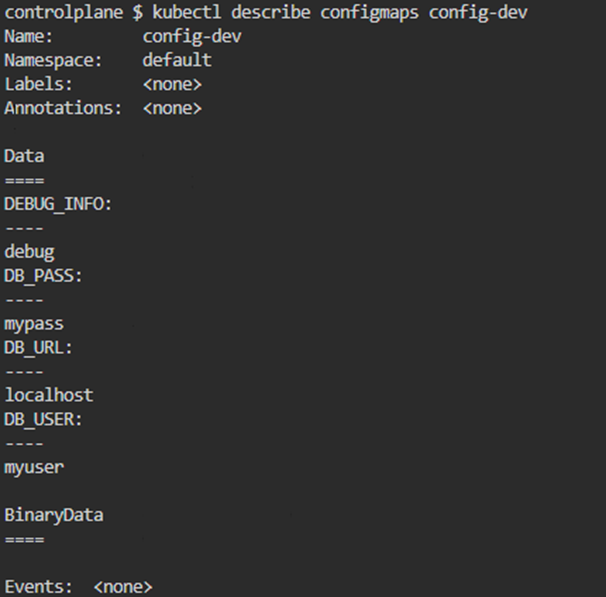 controlplane $ kubectl describe configmaps config-dev
Name:         config-dev
Namespace:    default
Labels:       <none>
Annotations:  <none>
Data
====
DEBUG_INFO:
----
debug
DB_PASS:
----
mypass
DB_URL:
----
localhost
DB_USER:
----
myuser
BinaryData
====
Events:  <none>